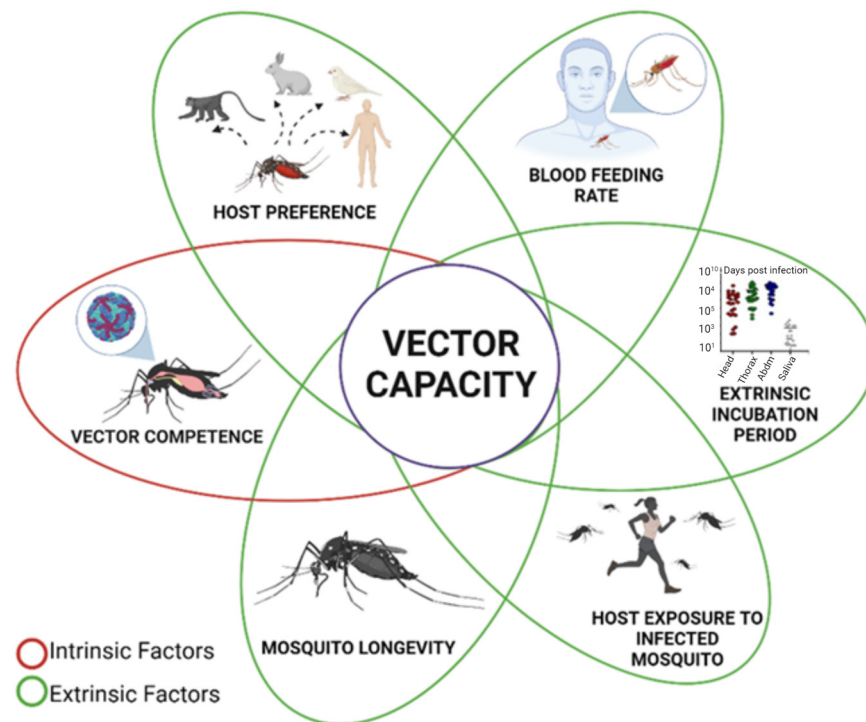 HOST PREFERENCE
BLOOD FEEDING
RATE
VECTOR
CAPACITY
10¹⁰ Days post infection
10⁴
10⁵
10³
10¹
Head
Thorax
Abdm
Saliva
EXTRINSIC
INCUBATION
PERIOD
VECTOR COMPETENCE
MOSQUITO LONGEVITY
HOST EXPOSURE TO
INFECTED
MOSQUITO
Intrinsic Factors
Extrinsic Factors